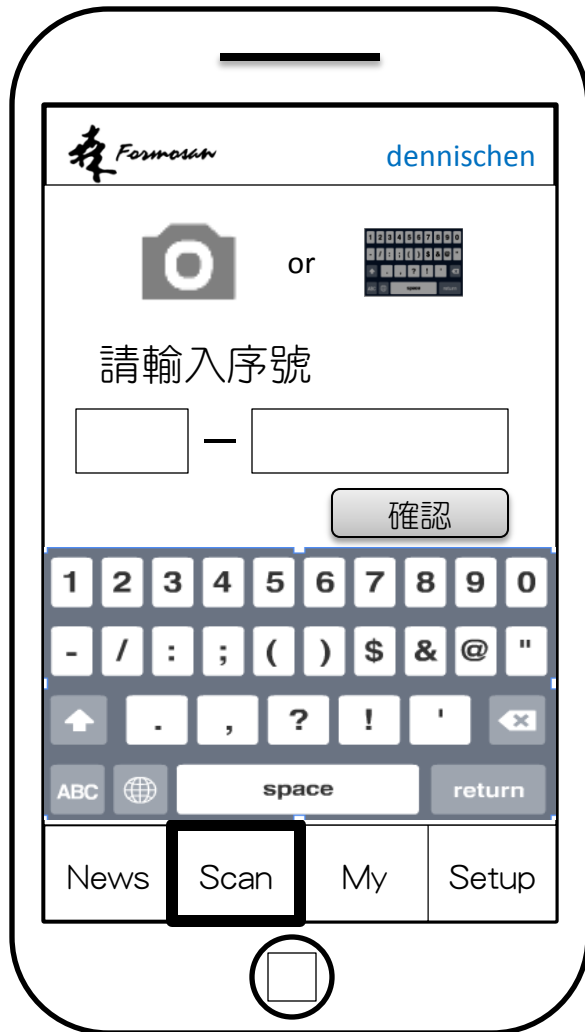 森 Formosan
dennischen
or
請輸入序號
確認
1 2 3 4 5 6 7 8 9 0
- / : ; ( ) $ & @ "
. , ? ! '
ABC space return
News Scan My Setup